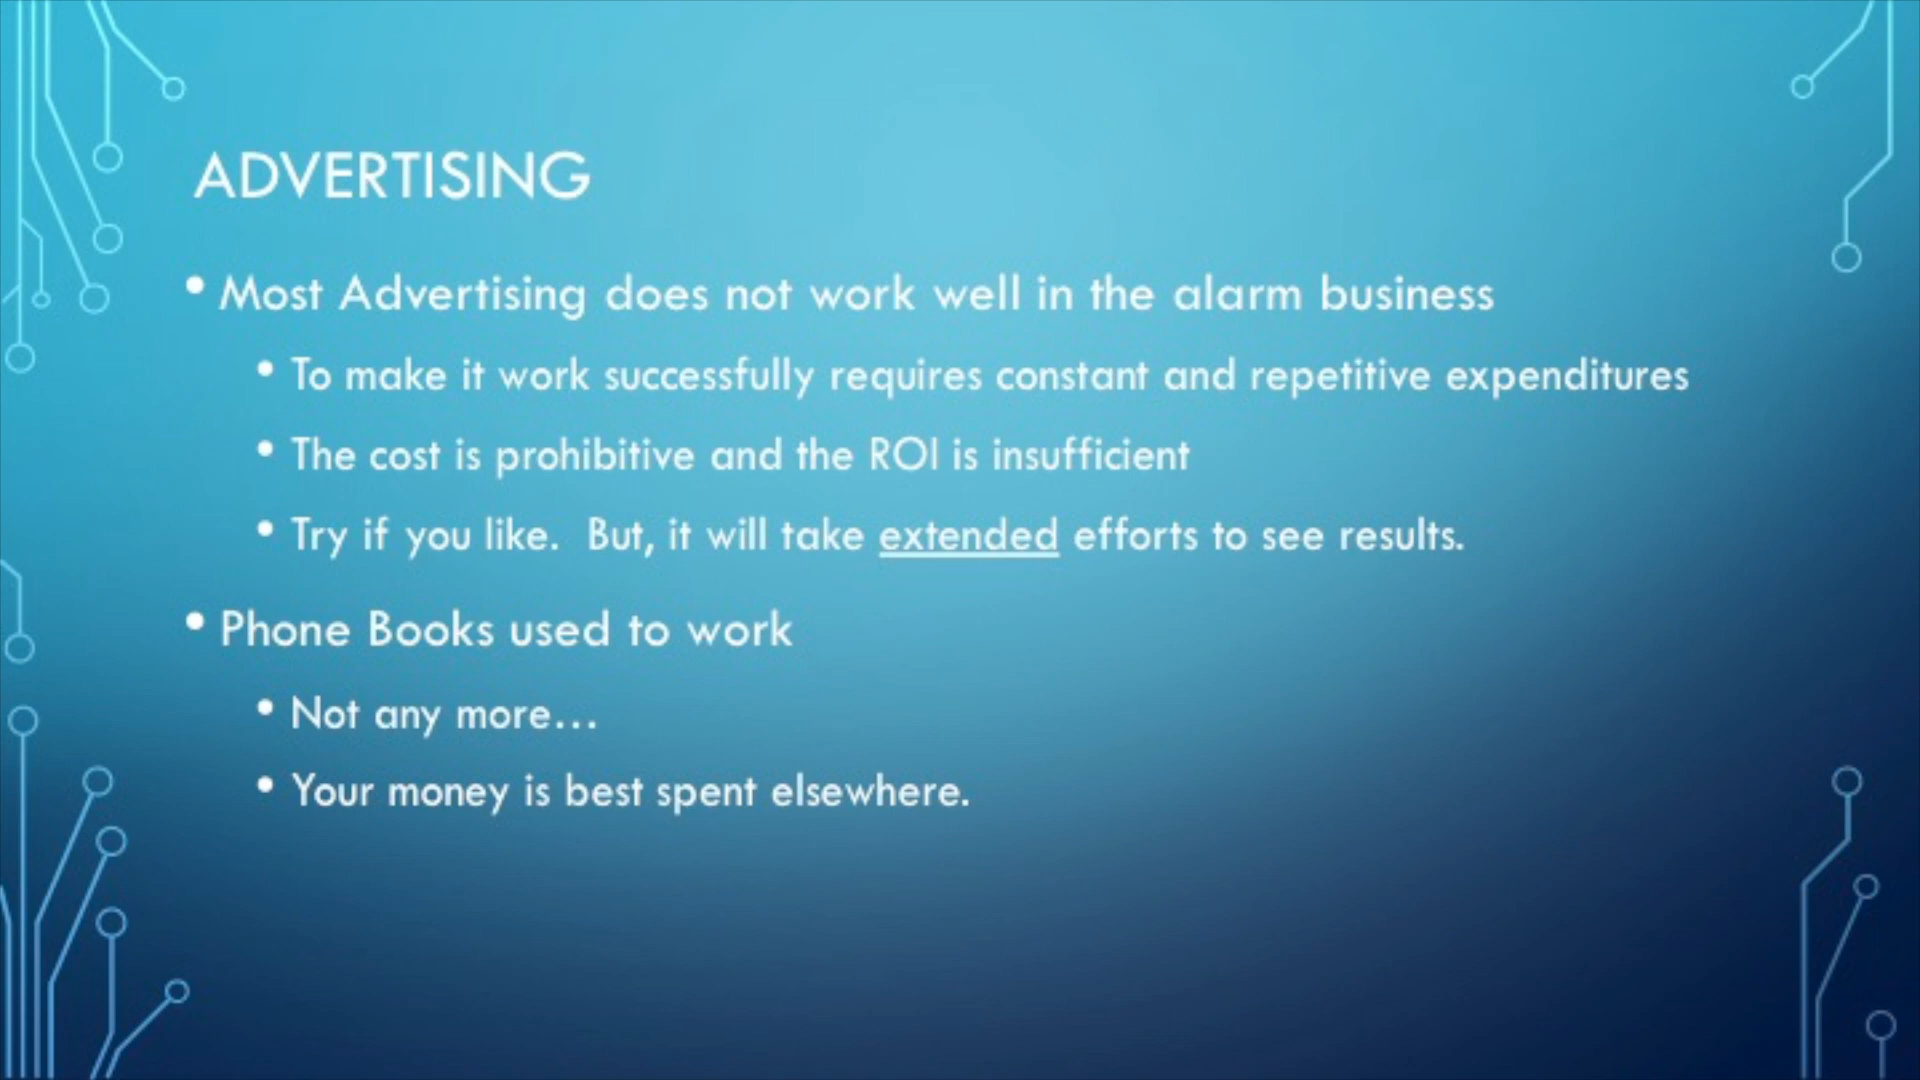 ADVERTISING
• Most Advertising does not work well in the alarm business
• To make it work successfully requires constant and repetitive expenditures
• The cost is prohibitive and the ROI is insufficient
• Try if you like.  But, it will take extended efforts to see results.
• Phone Books used to work
• Not any more…
• Your money is best spent elsewhere.